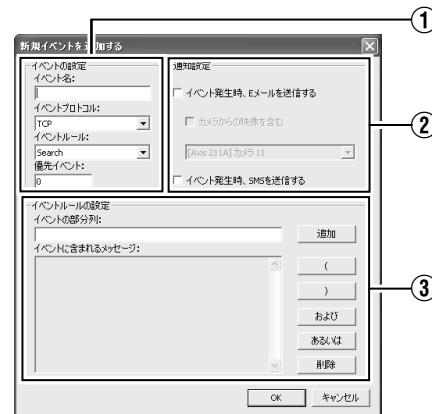 ①
新規イベントを追加する
イベントの設定
イベント名:
イベントプロトコル:
TCP
イベントルール:
Search
優先イベント:
0
通知設定
イベント発生時、Eメールを送信する
カメラからの映像を含む
[Axis 211A] カメラ 11
イベント発生時、SMSを送信する
②
イベントルールの設定
イベントの部分列:
追加
イベントに含まれるメッセージ:
(
)
および
あるいは
削除
③
OK
キャンセル